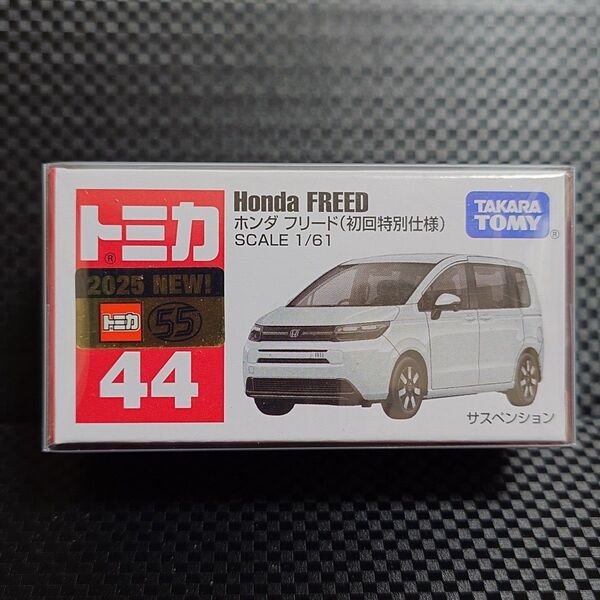 トミカ
®
2025 NEW!
トミカ 55
44
Honda FREED
ホンダ フリード(初回特別仕様)
SCALE 1/61
TAKARA
TOMY
®
サスペンション